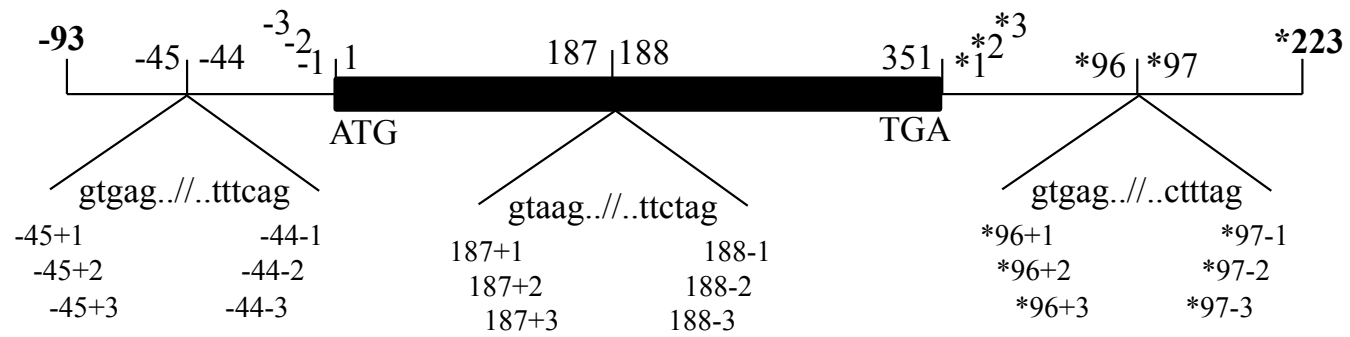 -3 *3
-93 -2 *2 *223
-45 -44 -1 1 187 188 351 *1 *96 *97
ATG TGA
gtgag..//..tttcag gtaag..//..ttctag gtgag..//..ctttag
-45+1 -44-1 187+1 188-1 *96+1 *97-1
-45+2 -44-2 187+2 188-2 *96+2 *97-2
-45+3 -44-3 187+3 188-3 *96+3 *97-3